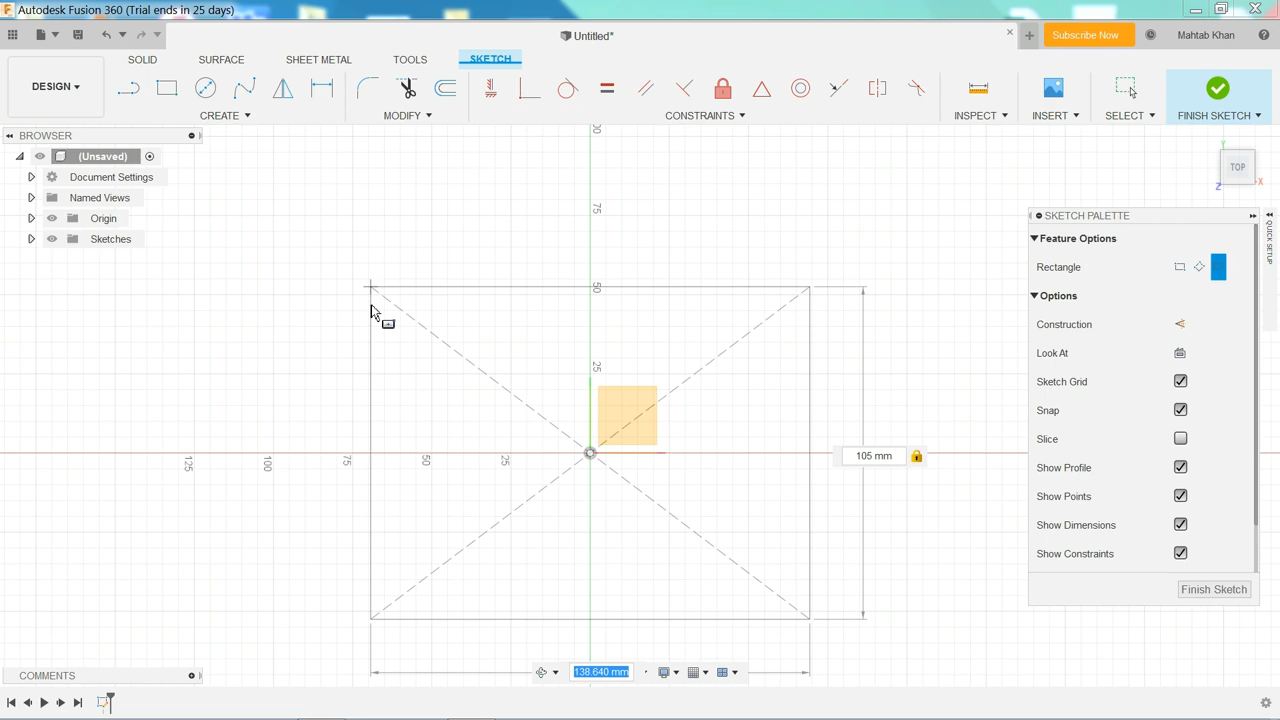 Autodesk Fusion 360 (Trial ends in 25 days)
Untitled*
Subscribe Now
Mahtab Khan
DESIGN
SOLID
SURFACE
SHEET METAL
TOOLS
SKETCH
CREATE
MODIFY
CONSTRAINTS
INSPECT
INSERT
SELECT
FINISH SKETCH
BROWSER
(Unsaved)
Document Settings
Named Views
Origin
Sketches
00
75
50
25
125
100
75
50
25
TOP
Y
X
Z
SKETCH PALETTE
QUICK SETUP
Feature Options
Rectangle
Options
Construction
Look At
Sketch Grid
Snap
Slice
Show Profile
Show Points
Show Dimensions
Show Constraints
Finish Sketch
105 mm
138.640 mm
COMMENTS